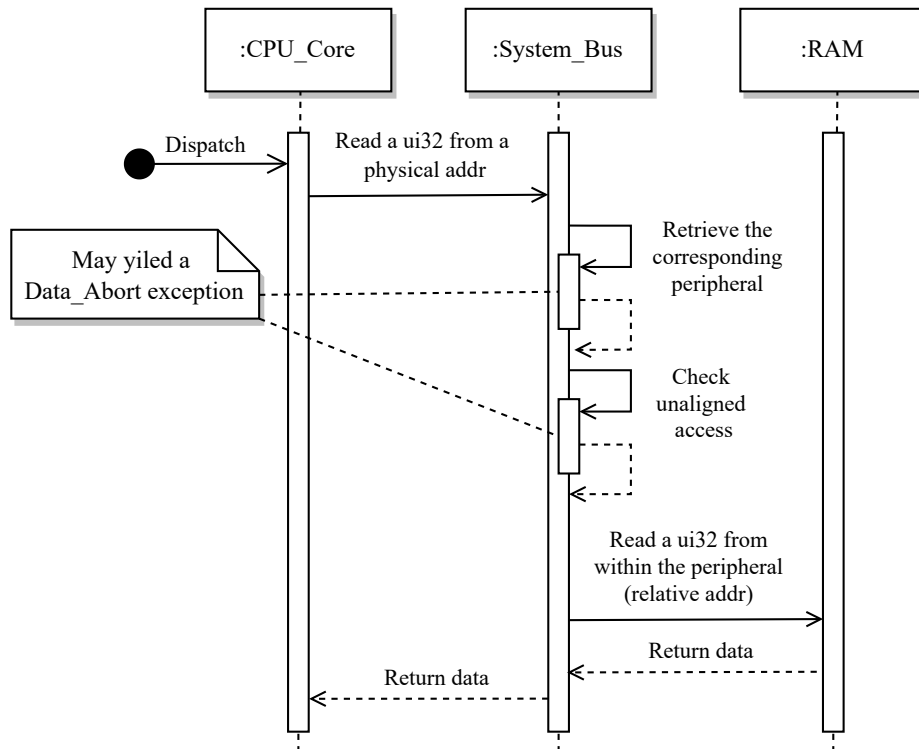 :CPU_Core
:System_Bus
:RAM
Dispatch
Read a ui32 from a
physical addr
Retrieve the
corresponding
peripheral
May yiled a
Data_Abort exception
Check
unaligned
access
Read a ui32 from
within the peripheral
(relative addr)
Return data
Return data